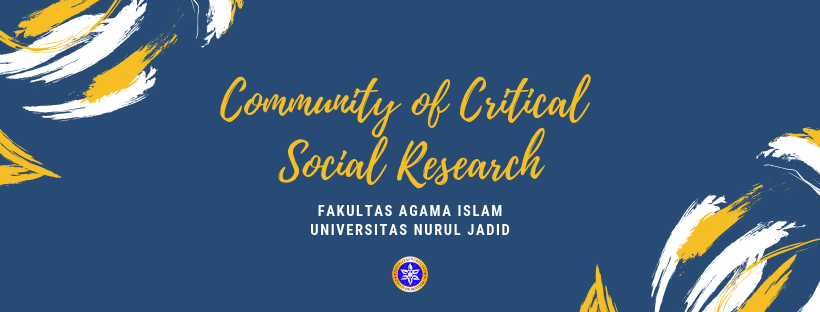 Community of Critical
Social Research
FAKULTAS AGAMA ISLAM
UNIVERSITAS NURUL JADID